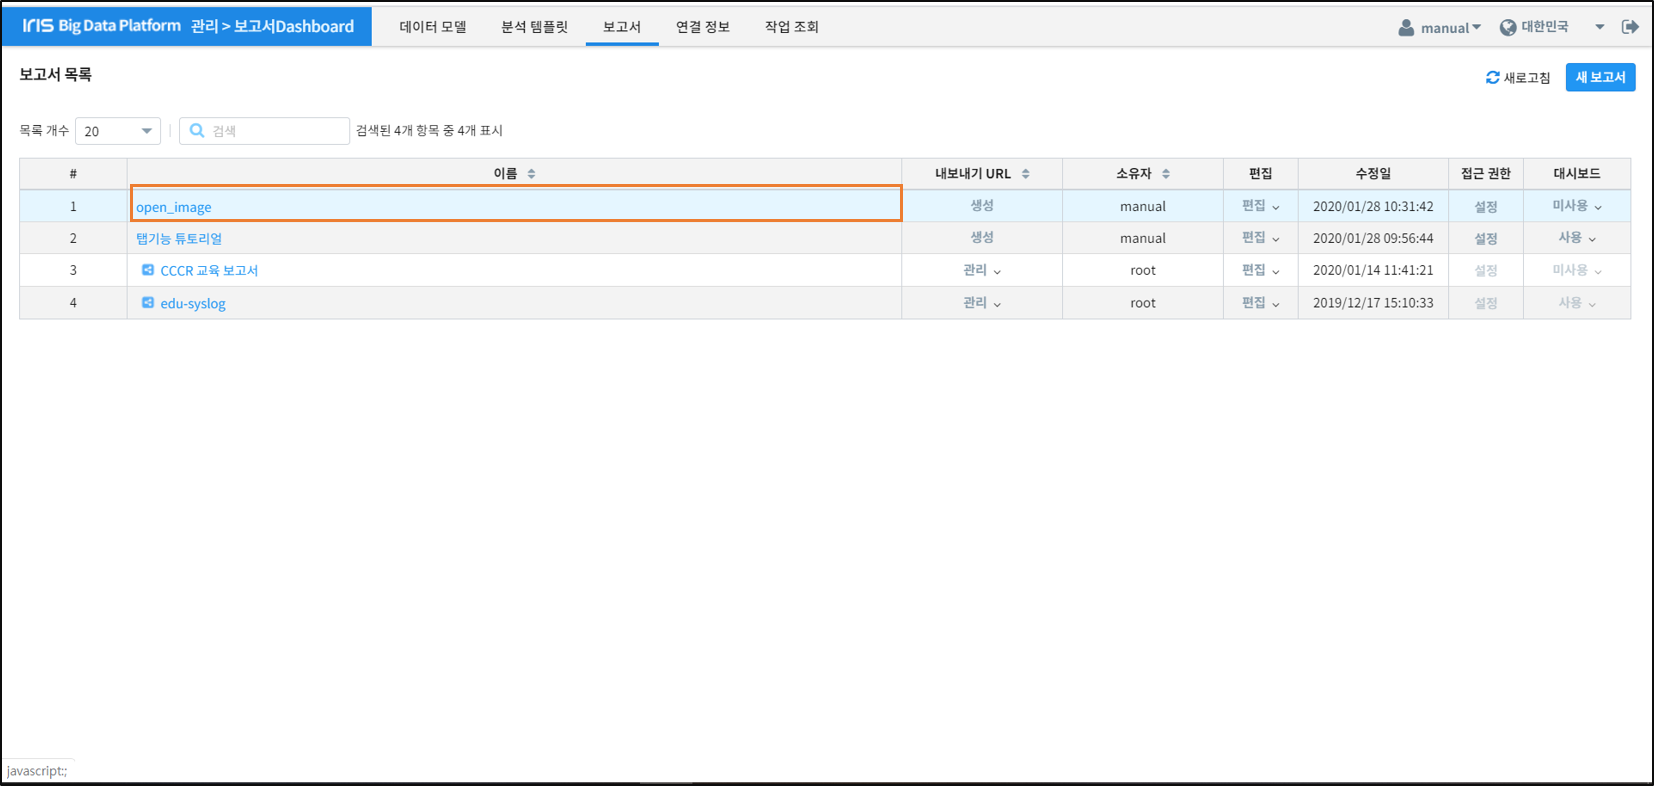 IRIS Big Data Platform 관리 > 보고서Dashboard 데이터 모델 분석 템플릿 보고서 연결 정보 작업 조회 manual 대한민국
보고서 목록 새로고침 새 보고서
목록 개수 20 검색 검색된 4개 항목 중 4개 표시
# 이름 내보내기 URL 소유자 편집 수정일 접근 권한 대시보드
1 open_image 생성 manual 편집 2020/01/28 10:31:42 설정 미사용
2 탭기능 튜토리얼 생성 manual 편집 2020/01/28 09:56:44 설정 사용
3 CCCR 교육 보고서 관리 root 편집 2020/01/14 11:41:21 설정 미사용
4 edu-syslog 관리 root 편집 2019/12/17 15:10:33 설정 사용
javascript:;